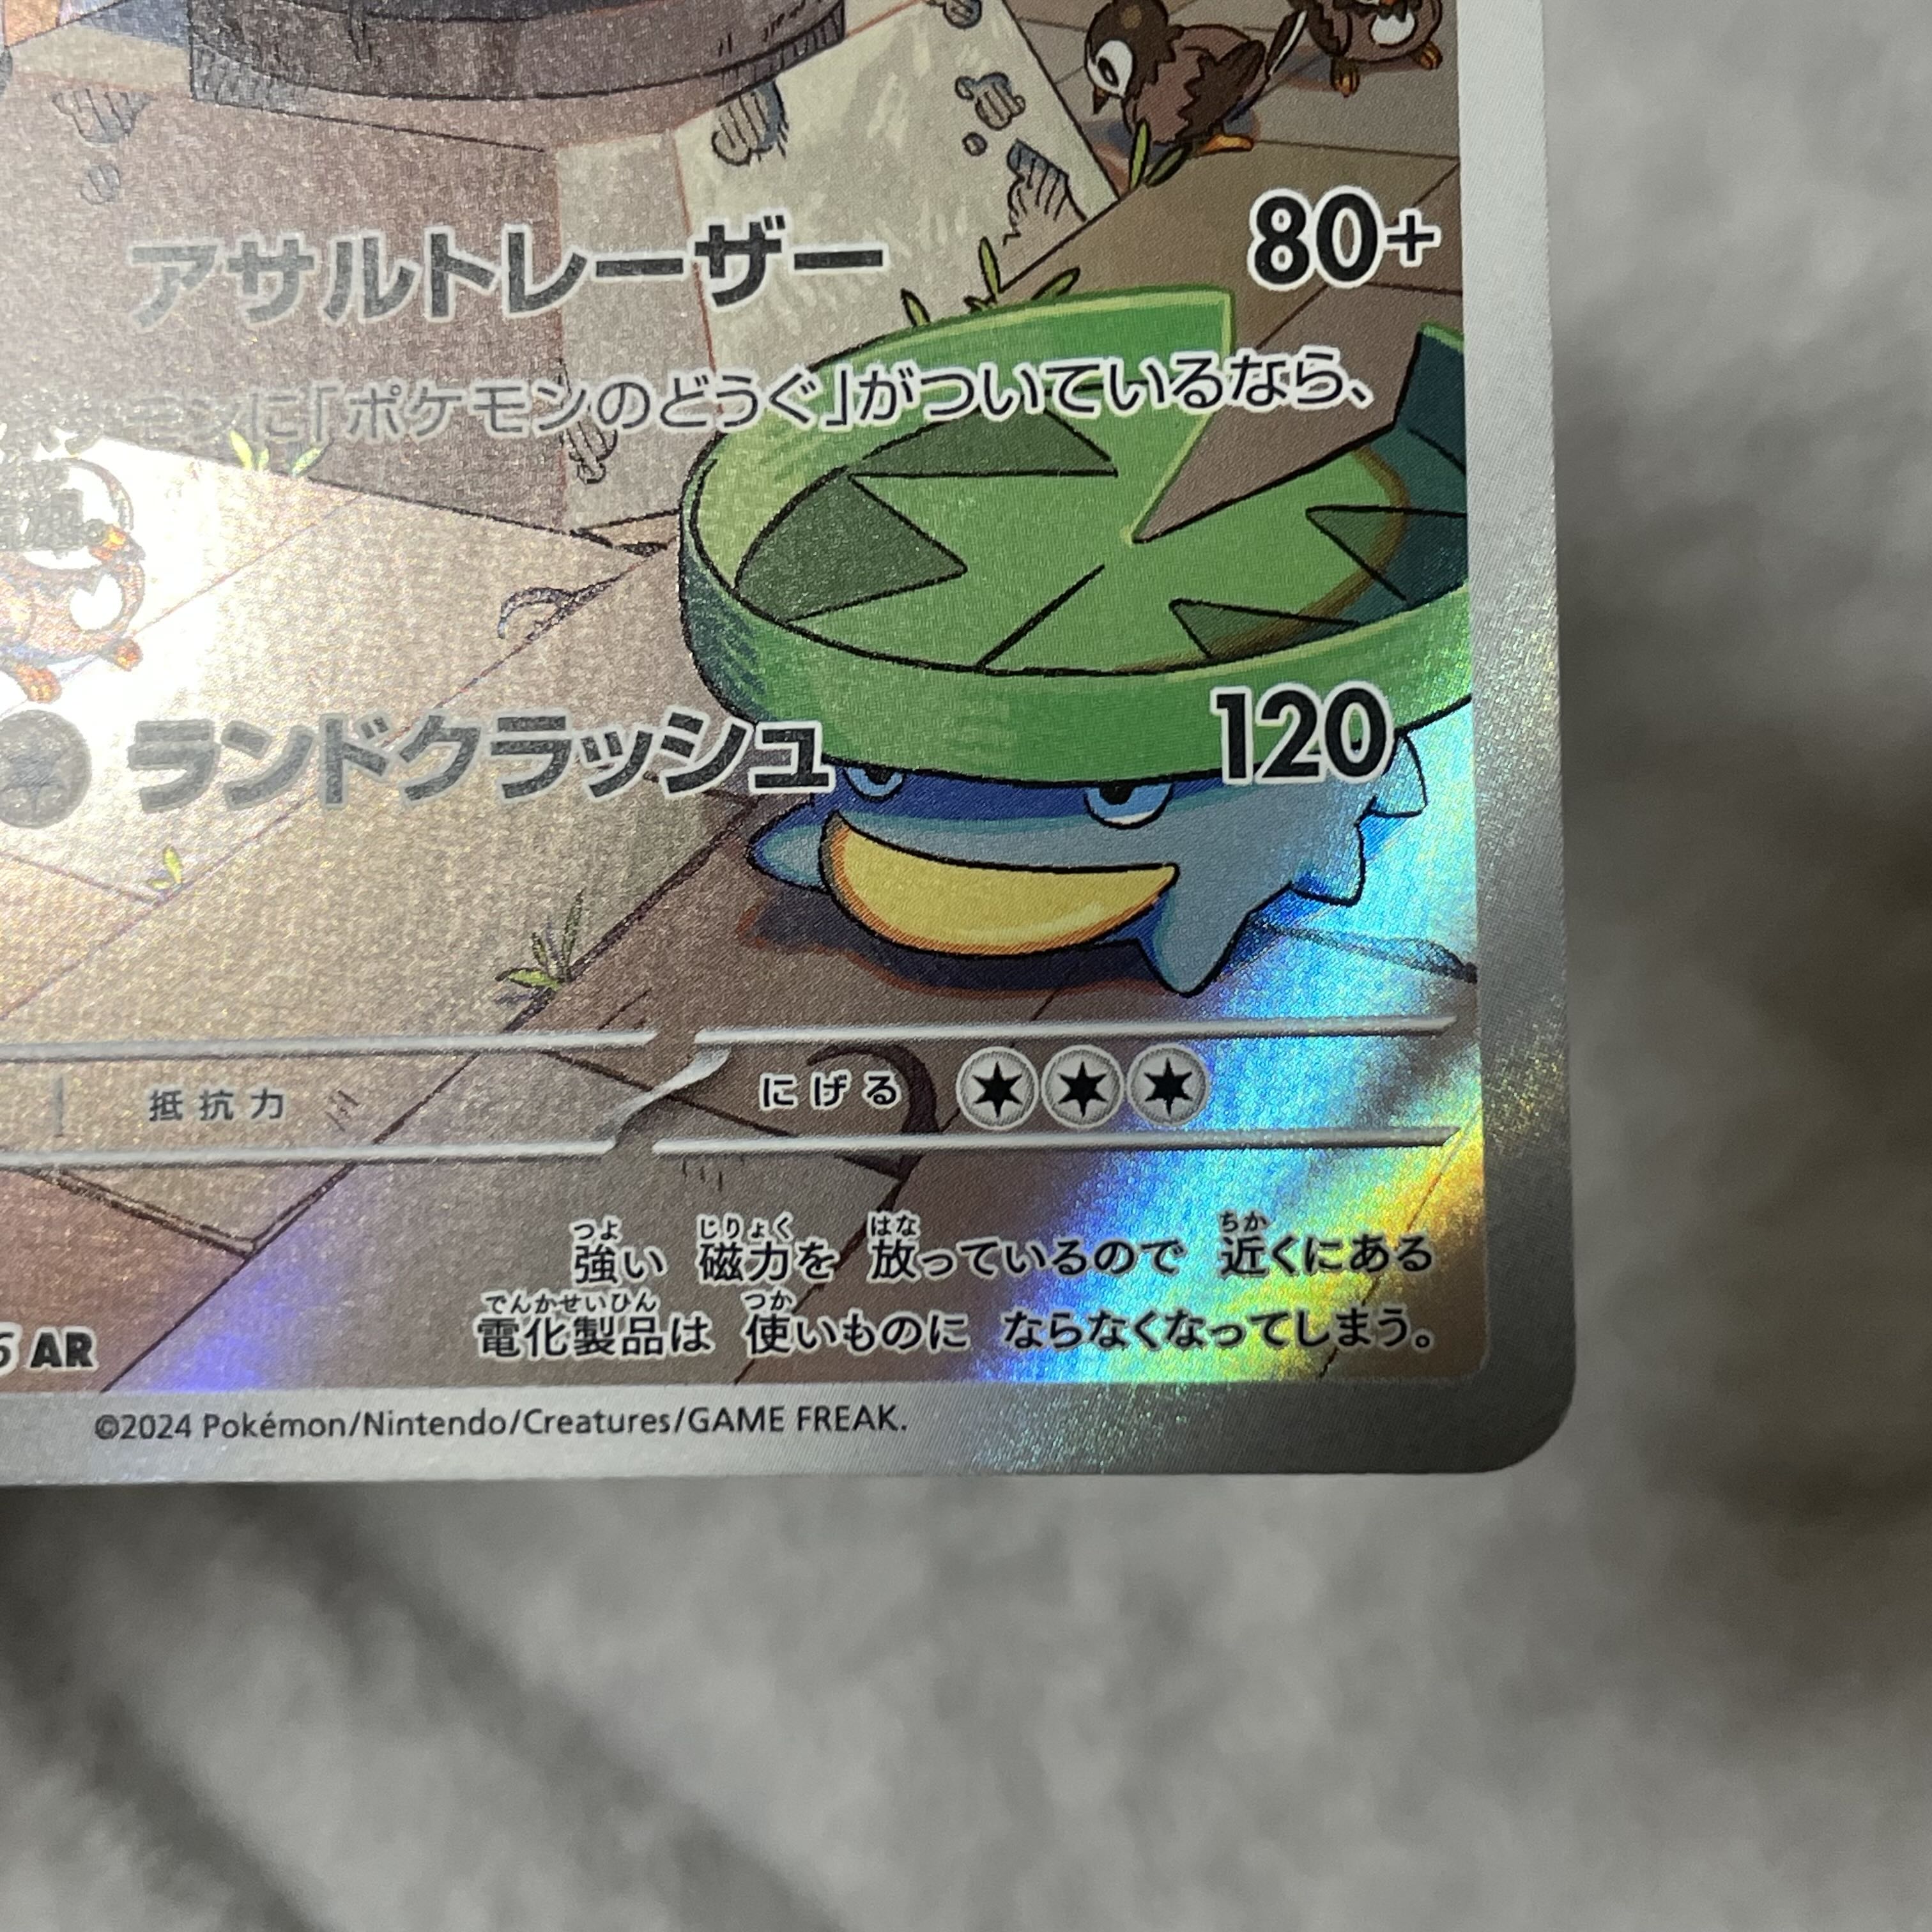 アサルトレーザー 80+
に「ポケモンのどうぐ」がついているなら、
ランドクラッシュ 120
抵抗力 にげる
つよ じりょく はな ちか
強い 磁力を 放っているので 近くにある
でんかせいひん つか
電化製品は 使いものに ならなくなってしまう。
AR
©2024 Pokémon/Nintendo/Creatures/GAME FREAK.